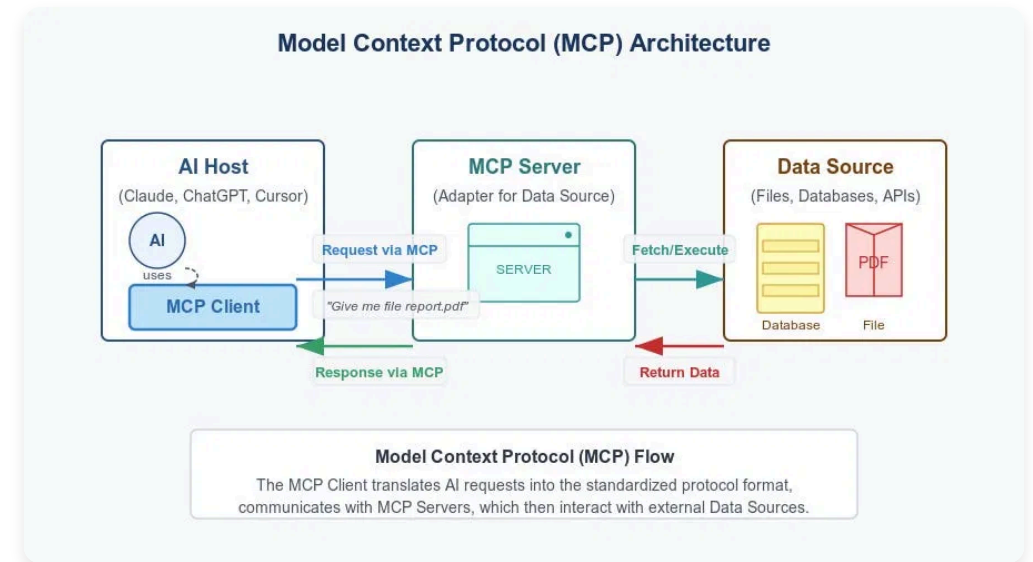 Model Context Protocol (MCP) Architecture
AI Host
(Claude, ChatGPT, Cursor)
AI
uses
MCP Client
Request via MCP
"Give me file report.pdf"
Response via MCP
MCP Server
(Adapter for Data Source)
SERVER
Fetch/Execute
Return Data
Data Source
(Files, Databases, APIs)
PDF
Database
File
Model Context Protocol (MCP) Flow
The MCP Client translates AI requests into the standardized protocol format,
communicates with MCP Servers, which then interact with external Data Sources.